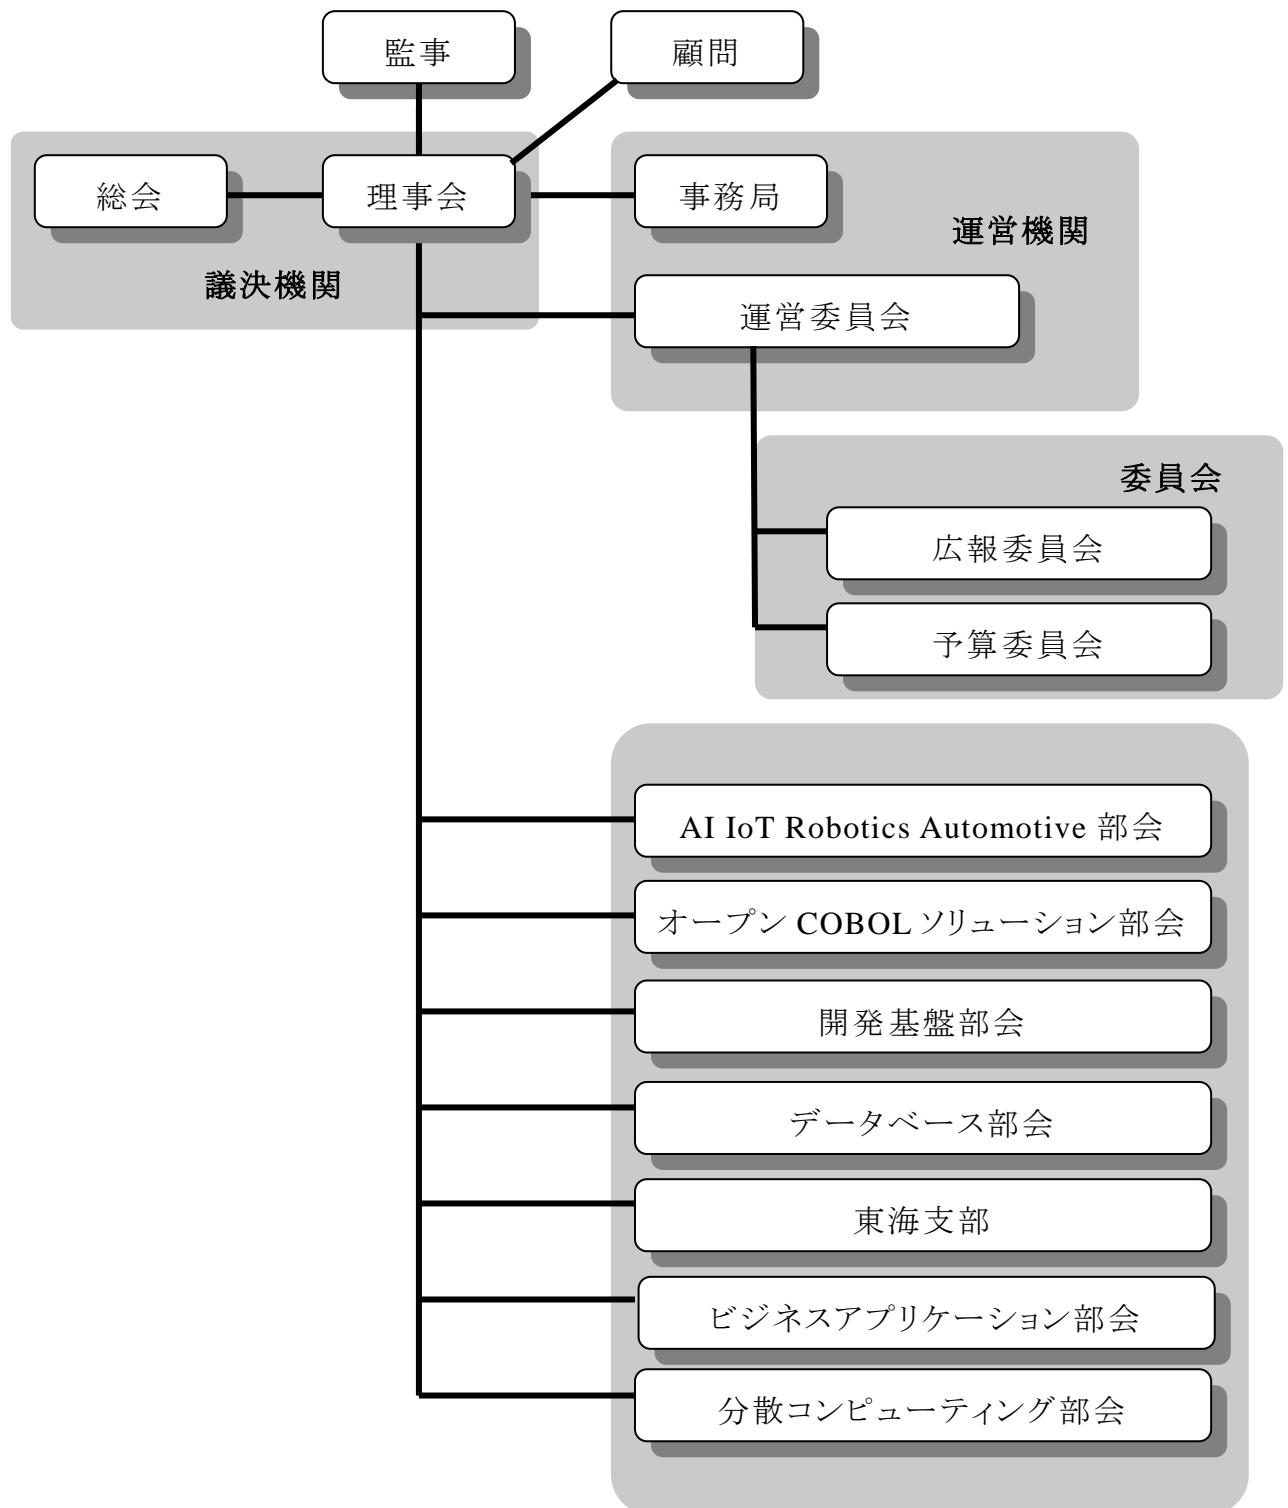 監事
顧問
総会
理事会
事務局
運営機関
議決機関
運営委員会
委員会
広報委員会
予算委員会
AI IoT Robotics Automotive 部会
オープン COBOL ソリューション部会
開発基盤部会
データベース部会
東海支部
ビジネスアプリケーション部会
分散コンピューティング部会